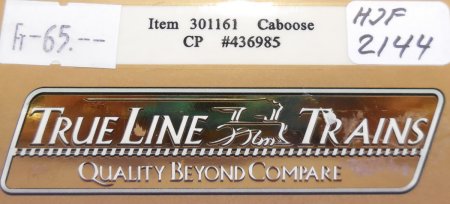 Fr-65.--
Item 301161 Caboose
CP #436985
HJF
2144
TRUE LINE TRAINS
QUALITY BEYOND COMPARE